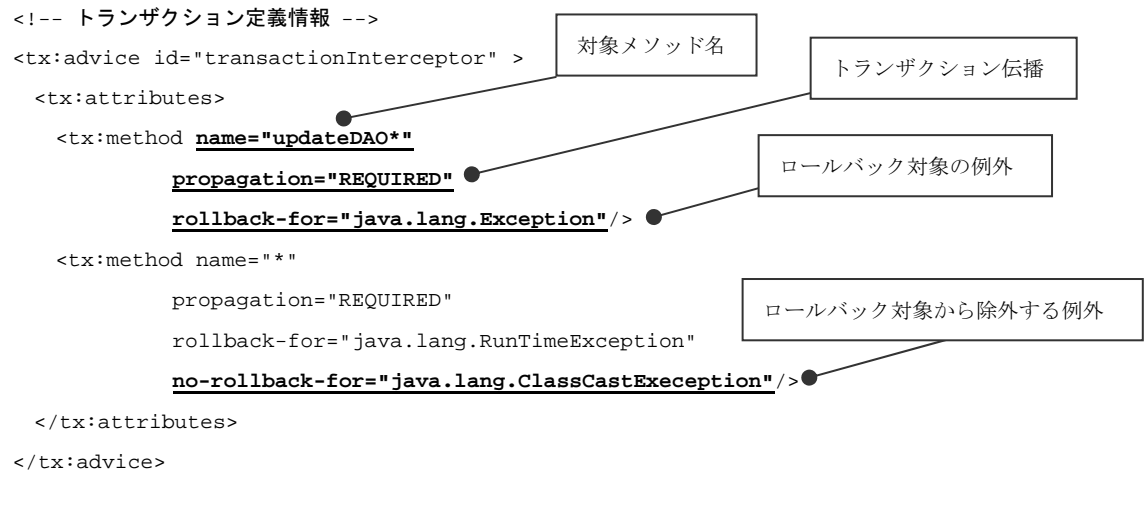 <!-- トランザクション定義情報 -->
対象メソッド名
<tx:advice id="transactionInterceptor" >
トランザクション伝播
<tx:attributes>
<tx:method name="updateDAO*"
propagation="REQUIRED"
ロールバック対象の例外
rollback-for="java.lang.Exception"/>
<tx:method name="*"
propagation="REQUIRED"
ロールバック対象から除外する例外
rollback-for="java.lang.RunTimeException"
no-rollback-for="java.lang.ClassCastExeception"/>
</tx:attributes>
</tx:advice>